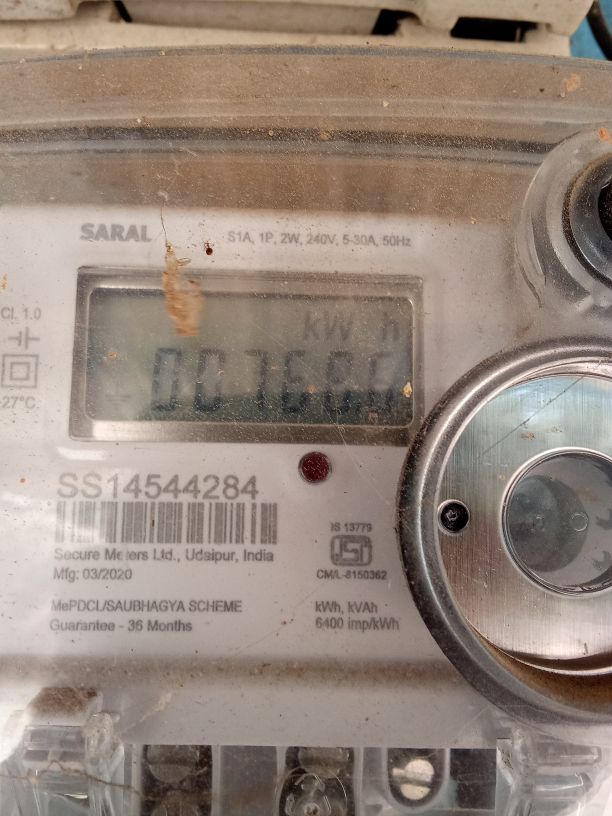 SARAL
S1A, 1P, 2W, 240V, 5-30A, 50Hz
Cl. 1.0
kW h
-27°C
SS14544284
Secure Meters Ltd., Udaipur, India
Mfg: 03/2020
IS 13779
CM/L-8150362
MePDCL/SAUBHAGYA SCHEME
Guarantee - 36 Months
kWh, kVAh
6400 imp/kWh